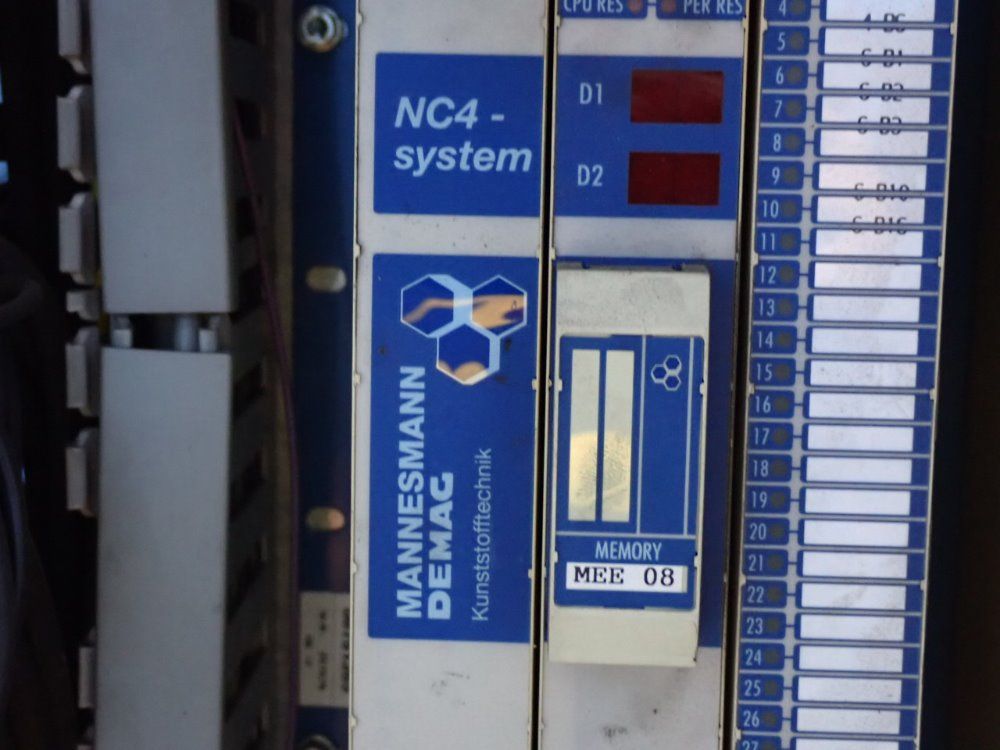 NC4 -
system
MANNESMANN
DEMAG
Kunststofftechnik
CPU RES
PER RES
D1
D2
MEMORY
MEE 08
4
5
6
7
8
9
10
11
12
13
14
15
16
17
18
19
20
21
22
23
24
25
26
27